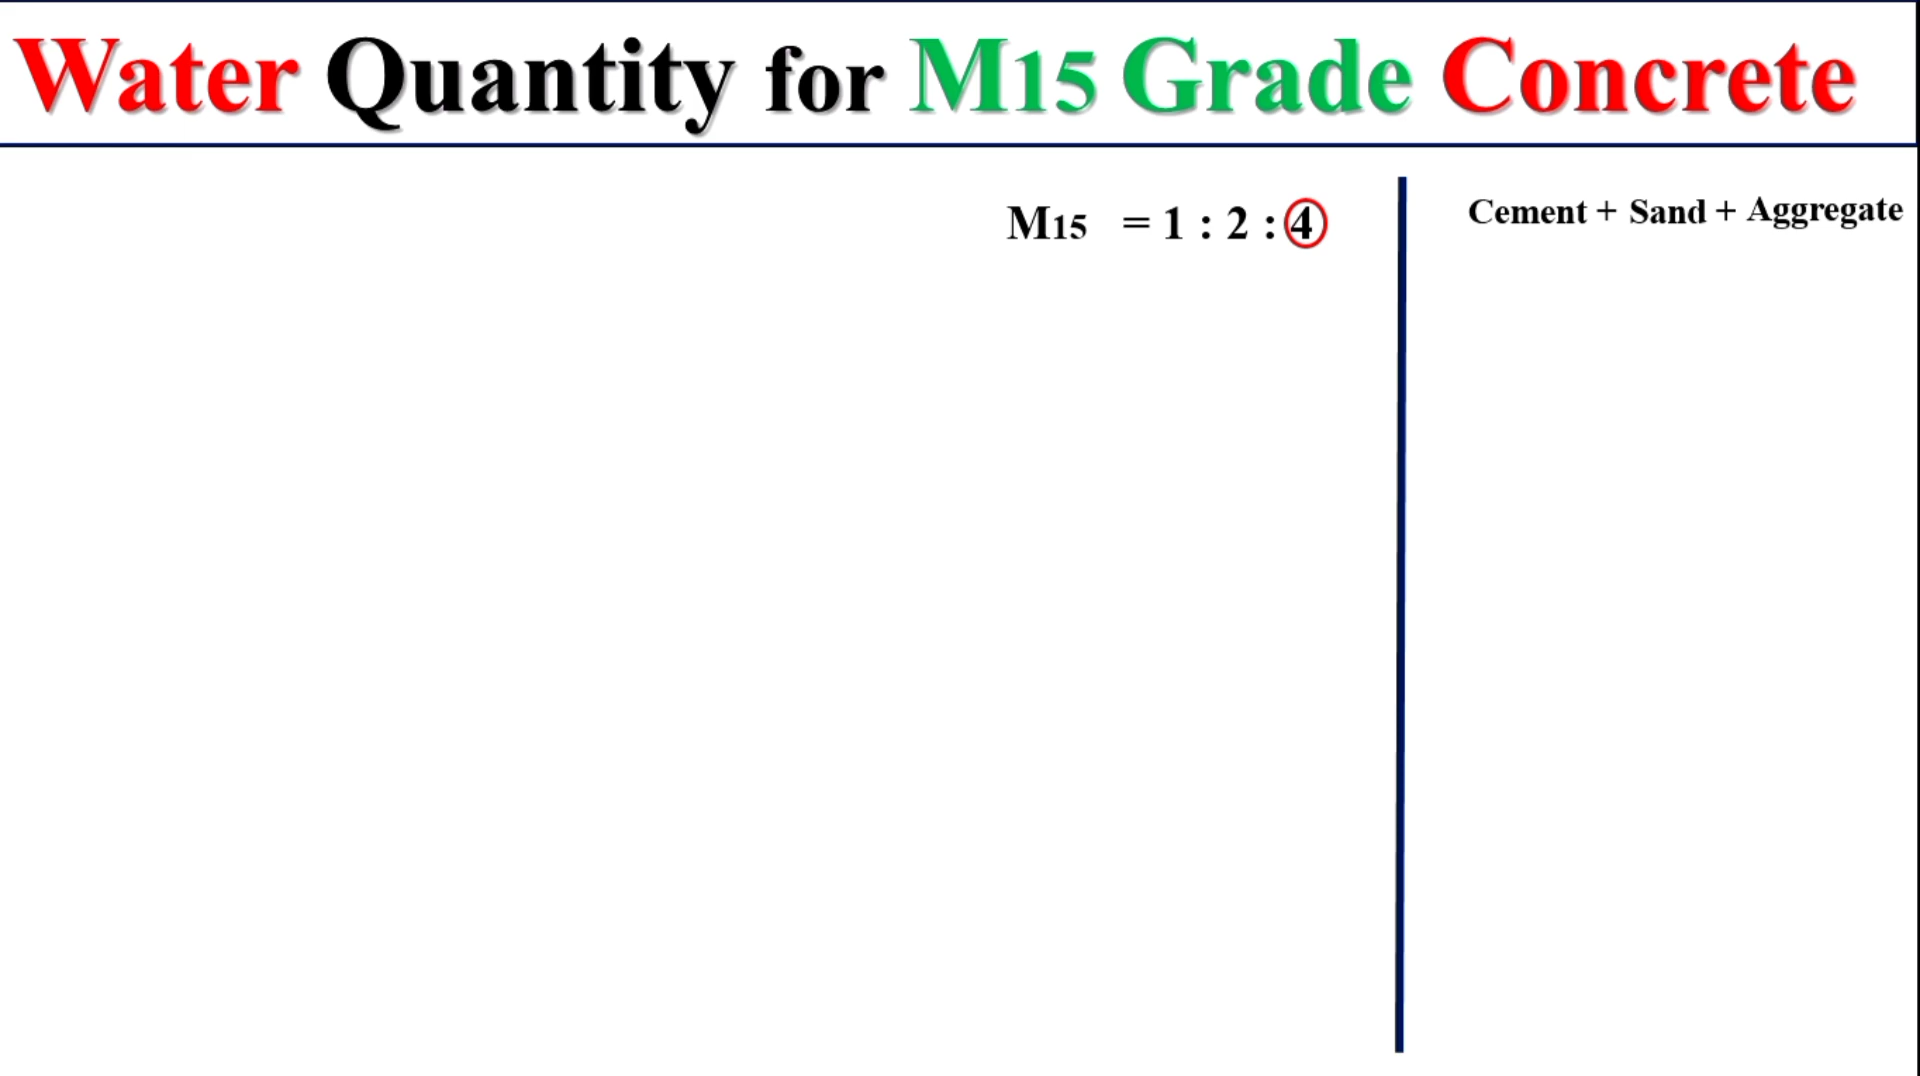 Water Quantity for M15 Grade Concrete
M15 = 1 : 2 : 4
Cement + Sand + Aggregate